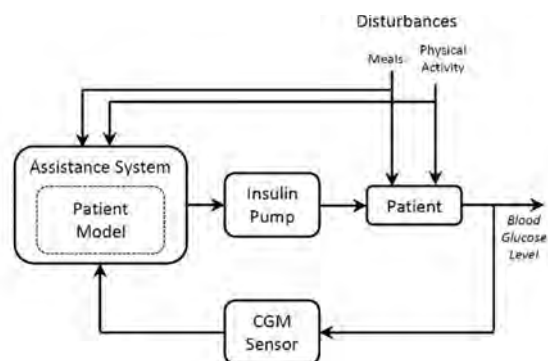 Disturbances
Meals
Physical
Activity
Assistance System
Patient
Model
Insulin
Pump
Patient
Blood
Glucose
Level
CGM
Sensor